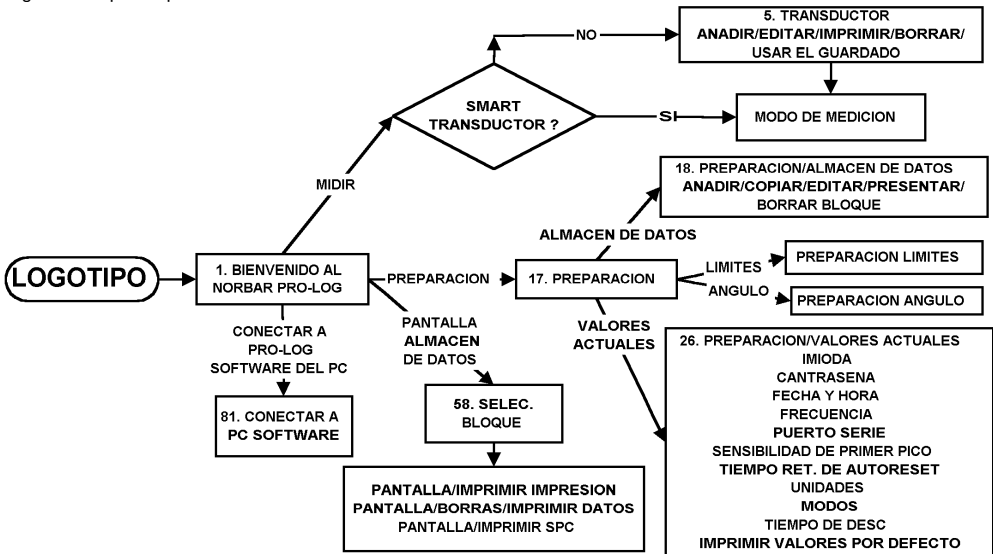 5. TRANSDUCTOR
ANADIR/EDITAR/IMPRIMIR/BORRAR/
USAR EL GUARDADO
NO
SMART
TRANSDUCTOR ?
SI
MODO DE MEDICION
MIDIR
18. PREPARACION/ALMACEN DE DATOS
ANADIR/COPIAR/EDITAR/PRESENTAR/
BORRAR BLOQUE
ALMACEN DE DATOS
LOGOTIPO
1. BIENVENIDO AL
NORBAR PRO-LOG
PREPARACION
17. PREPARACION
LIMITES
PREPARACION LIMITES
ANGULO
PREPARACION ANGULO
CONECTAR A
PRO-LOG
SOFTWARE DEL PC
81. CONECTAR A
PC SOFTWARE
PANTALLA
ALMACEN
DE DATOS
58. SELEC.
BLOQUE
PANTALLA/IMPRIMIR IMPRESION
PANTALLA/BORRAS/IMPRIMIR DATOS
PANTALLA/IMPRIMIR SPC
VALORES
ACTUALES
26. PREPARACION/VALORES ACTUALES
IMIODA
CANTRASENA
FECHA Y HORA
FRECUENCIA
PUERTO SERIE
SENSIBILIDAD DE PRIMER PICO
TIEMPO RET. DE AUTORESET
UNIDADES
MODOS
TIEMPO DE DESC
IMPRIMIR VALORES POR DEFECTO